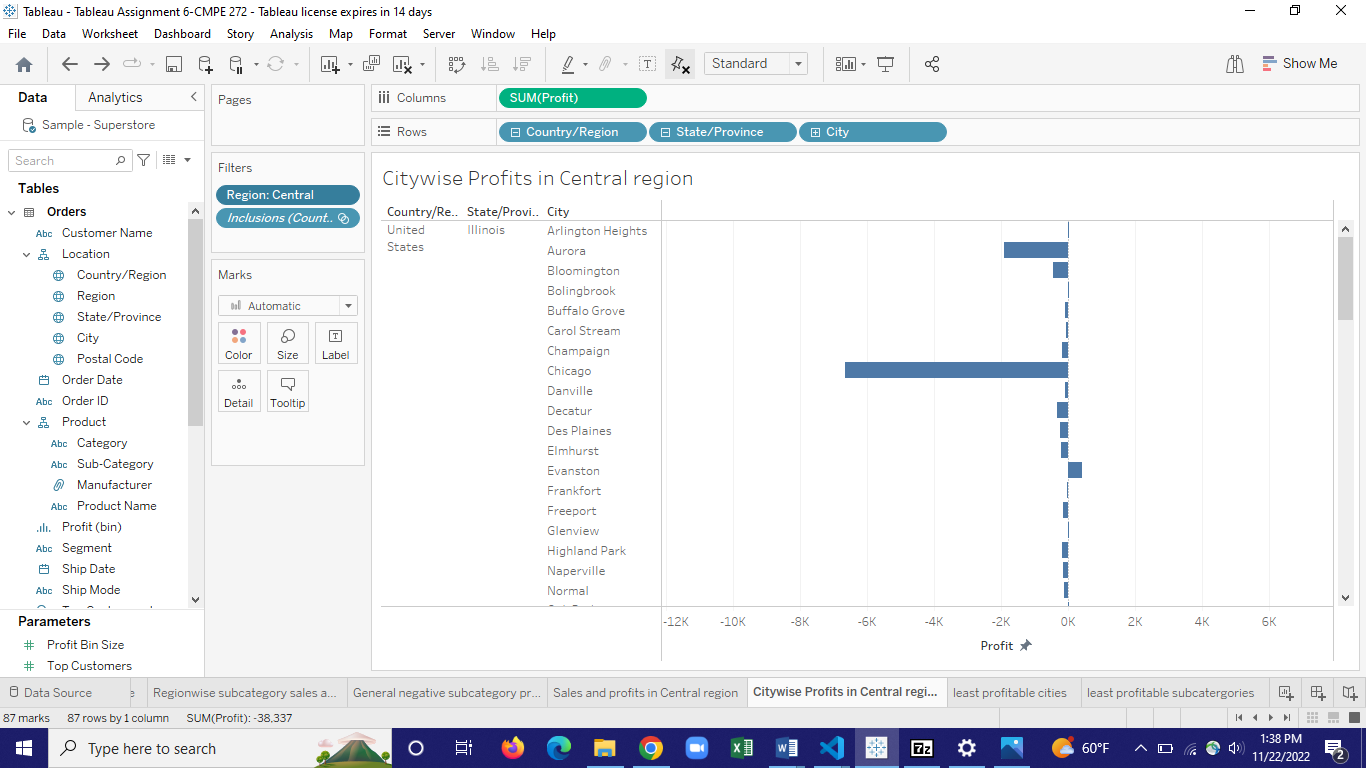 Tableau - Tableau Assignment 6-CMPE 272 - Tableau license expires in 14 days
File Data Worksheet Dashboard Story Analysis Map Format Server Window Help
Standard
Show Me
Data Analytics
Sample - Superstore
Search
Tables
Orders
Abc Customer Name
Location
Country/Region
Region
State/Province
City
Postal Code
Order Date
Abc Order ID
Product
Abc Category
Abc Sub-Category
Manufacturer
Abc Product Name
Profit (bin)
Abc Segment
Ship Date
Abc Ship Mode
Parameters
Profit Bin Size
Top Customers
Pages
Filters
Region: Central
Inclusions (Count..
Marks
Automatic
Color Size Label
Detail Tooltip
Columns SUM(Profit)
Rows Country/Region State/Province City
Citywise Profits in Central region
Country/Re.. State/Provi.. City
United States
Illinois
Arlington Heights
Aurora
Bloomington
Bolingbrook
Buffalo Grove
Carol Stream
Champaign
Chicago
Danville
Decatur
Des Plaines
Elmhurst
Evanston
Frankfort
Freeport
Glenview
Highland Park
Naperville
Normal
-12K -10K -8K -6K -4K -2K 0K 2K 4K 6K
Profit
Data Source e Regionwise subcategory sales a... General negative subcategory pr... Sales and profits in Central region Citywise Profits in Central regi... least profitable cities least profitable subcatergories
87 marks 87 rows by 1 column SUM(Profit): -38,337
Type here to search
60°F
1:38 PM
11/22/2022
2